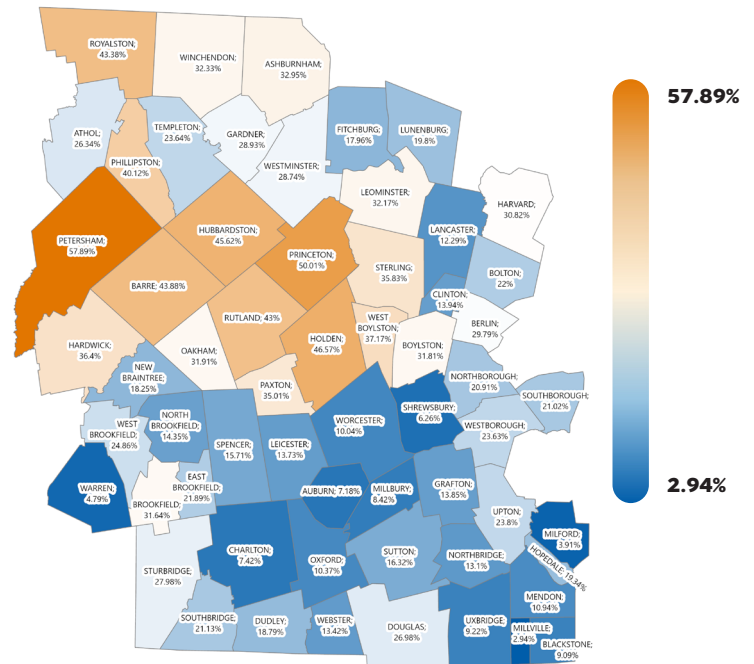 ROYALSTON;
43.38%
WINCHENDON;
32.33%
ASHBURNHAM;
32.95%
57.89%
ATHOL;
26.34%
TEMPLETON;
23.64%
GARDNER;
28.93%
FITCHBURG;
17.96%
LUNENBURG;
19.8%
PHILLIPSTON;
40.12%
WESTMINSTER;
28.74%
LEOMINSTER;
32.17%
HARVARD;
30.82%
PETERSHAM;
57.89%
HUBBARDSTON;
45.62%
PRINCETON;
50.01%
LANCASTER;
12.29%
STERLING;
35.83%
BOLTON;
22%
BARRE; 43.88%
CLINTON;
13.94%
RUTLAND; 43%
WEST
BOYLSTON;
37.17%
BERLIN;
29.79%
HARDWICK;
36.4%
OAKHAM;
31.91%
HOLDEN;
46.57%
BOYLSTON;
31.81%
NEW
BRAINTREE;
18.25%
PAXTON;
35.01%
NORTHBOROUGH;
20.91%
SOUTHBOROUGH;
21.02%
WEST
BROOKFIELD;
24.86%
NORTH
BROOKFIELD;
14.35%
SPENCER;
15.71%
LEICESTER;
13.73%
WORCESTER;
10.04%
SHREWSBURY;
6.26%
WESTBOROUGH;
23.63%
WARREN;
4.79%
BROOKFIELD;
31.64%
EAST
BROOKFIELD;
21.89%
AUBURN; 7.18%
MILLBURY;
8.42%
GRAFTON;
13.85%
2.94%
UPTON;
23.8%
MILFORD;
3.91%
HOPEDALE; 19.34%
STURBRIDGE;
27.98%
CHARLTON;
7.42%
OXFORD;
10.37%
SUTTON;
16.32%
NORTHBRIDGE;
13.1%
MENDON;
10.94%
SOUTHBRIDGE;
21.13%
DUDLEY;
18.79%
WEBSTER;
13.42%
DOUGLAS;
26.98%
UXBRIDGE;
9.22%
MILLVILLE;
2.94%
BLACKSTONE;
9.09%